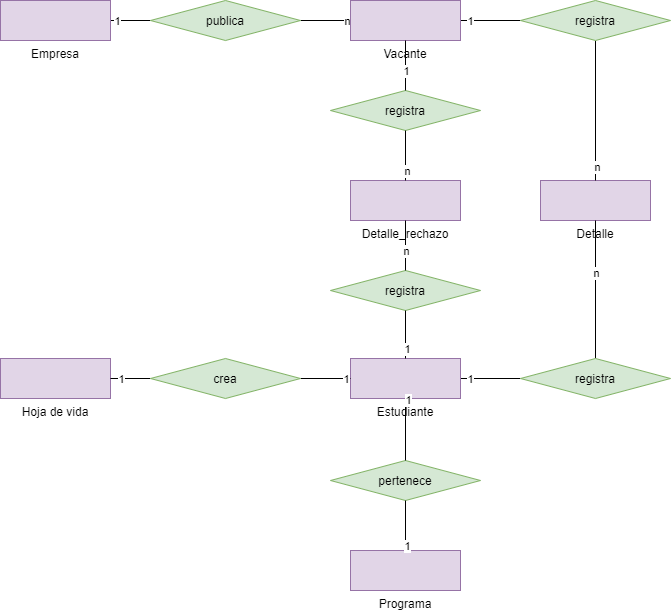 1 publica n 1 registra
Empresa Vacante
1
registra
n n
Detalle_rechazo Detalle
n n
registra
1
1 crea 1 1 registra
1
Hoja de vida Estudiante
pertenece
1
Programa